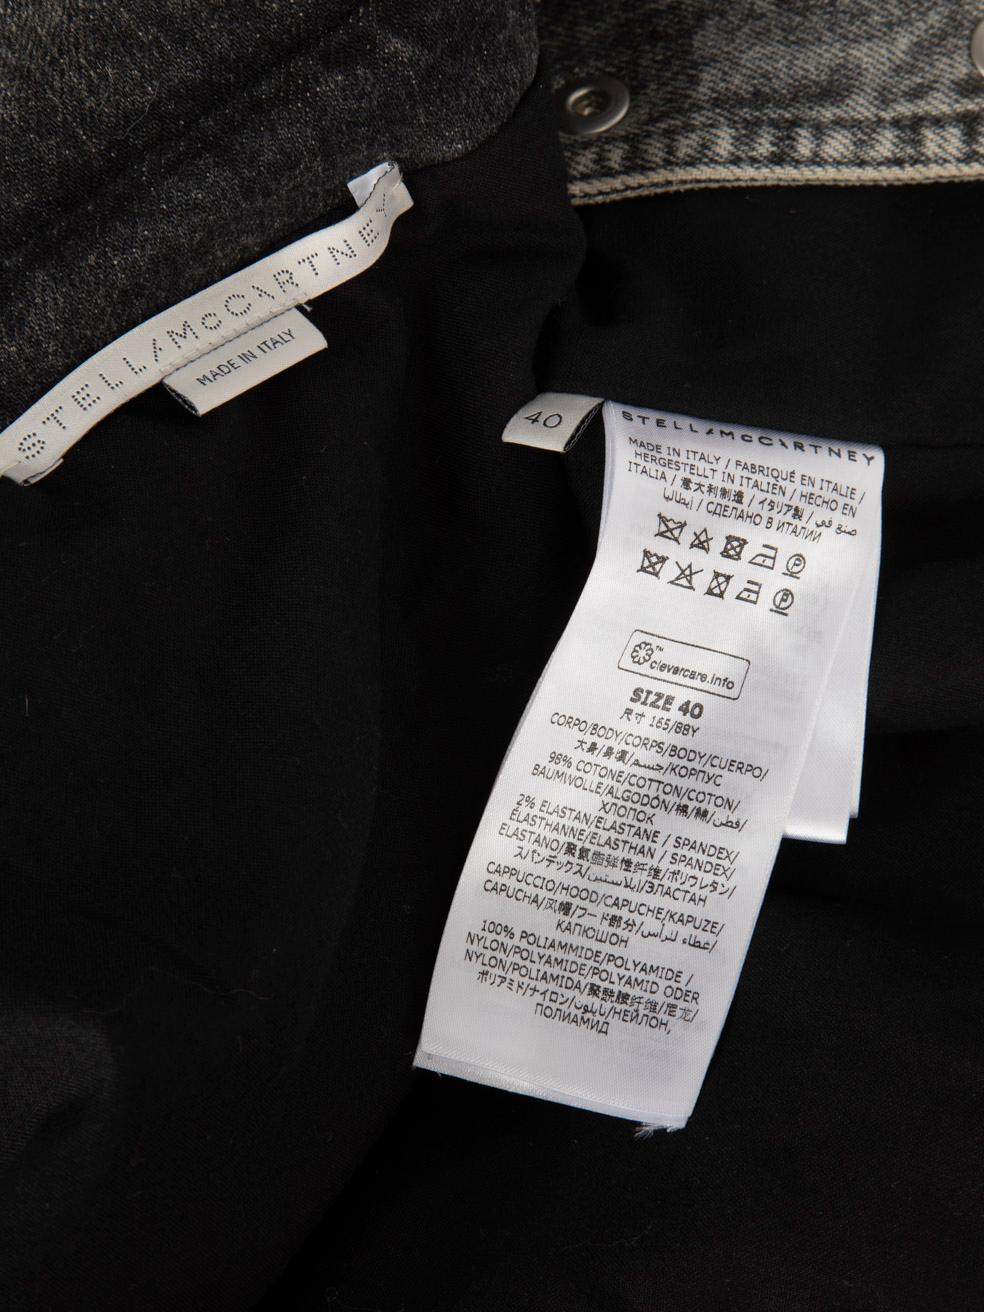 STELLA McCARTNEY
MADE IN ITALY
40
STELLA McCARTNEY
MADE IN ITALY / FABRIQUÉ EN ITALIE /
HERGESTELLT IN ITALIEN / HECHO EN
ITALIA / 意大利制造 / イタリア製 / صنع في
إيطاليا / СДЕЛАНО В ИТАЛИИ
clevercare.info
SIZE 40
尺寸 165/88Y
CORPO/BODY/CORPS/BODY/CUERPO/
大身/身頃/جسم/КОРПУС
98% COTONE/COTTON/COTON/
BAUMWOLLE/ALGODÓN/棉/綿/قطن/
ХЛОПОК
2% ELASTAN/ELASTANE / SPANDEX/
ÉLASTHANNE/ELASTHAN / SPANDEX/
ELASTANO/聚氨酯弹性纤维/ポリウレタン/
スパンデックス/إيلاستين/ЭЛАСТАН
CAPPUCCIO/HOOD/CAPUCHE/KAPUZE/
CAPUCHA/风帽/フード部分/غطاء للرأس/
КАПЮШОН
100% POLIAMMIDE/POLYAMIDE /
NYLON/POLYAMIDE/POLYAMID ODER
NYLON/POLIAMIDA/聚酰胺纤维/尼龙/
ポリアミド/ナイロン/نايلون/НЕЙЛОН,
ПОЛИАМИД